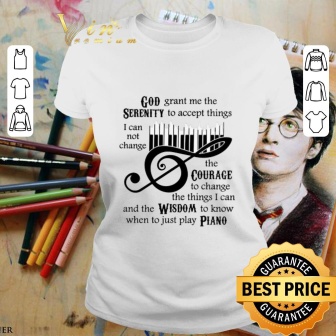 GOD grant me the
SERENITY to accept things
I can
not
change
the
COURAGE
to change
the things I can
and the WISDOM to know
when to just play PIANO
GUARANTEE
BEST PRICE
GUARANTEE